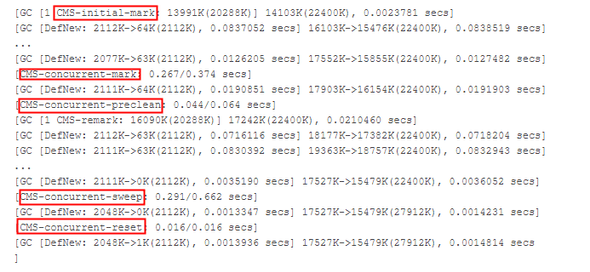 [GC [1 CMS-initial-mark: 13991K(20288K)] 14103K(22400K), 0.0023781 secs]
[GC [DefNew: 2112K->64K(2112K), 0.0837052 secs] 16103K->15476K(22400K), 0.0838519 secs]
...
[GC [DefNew: 2077K->63K(2112K), 0.0126205 secs] 17552K->15855K(22400K), 0.0127482 secs]
[CMS-concurrent-mark: 0.267/0.374 secs]
[GC [DefNew: 2111K->64K(2112K), 0.0190851 secs] 17903K->16154K(22400K), 0.0191903 secs]
[CMS-concurrent-preclean: 0.044/0.064 secs]
[GC [1 CMS-remark: 16090K(20288K)] 17242K(22400K), 0.0210460 secs]
[GC [DefNew: 2112K->63K(2112K), 0.0716116 secs] 18177K->17382K(22400K), 0.0718204 secs]
[GC [DefNew: 2111K->63K(2112K), 0.0830392 secs] 19363K->18757K(22400K), 0.0832943 secs]
...
[GC [DefNew: 2111K->0K(2112K), 0.0035190 secs] 17527K->15479K(22400K), 0.0036052 secs]
[CMS-concurrent-sweep: 0.291/0.662 secs]
[GC [DefNew: 2048K->0K(2112K), 0.0013347 secs] 17527K->15479K(27912K), 0.0014231 secs]
[CMS-concurrent-reset: 0.016/0.016 secs]
[GC [DefNew: 2048K->1K(2112K), 0.0013936 secs] 17527K->15479K(27912K), 0.0014814 secs
]